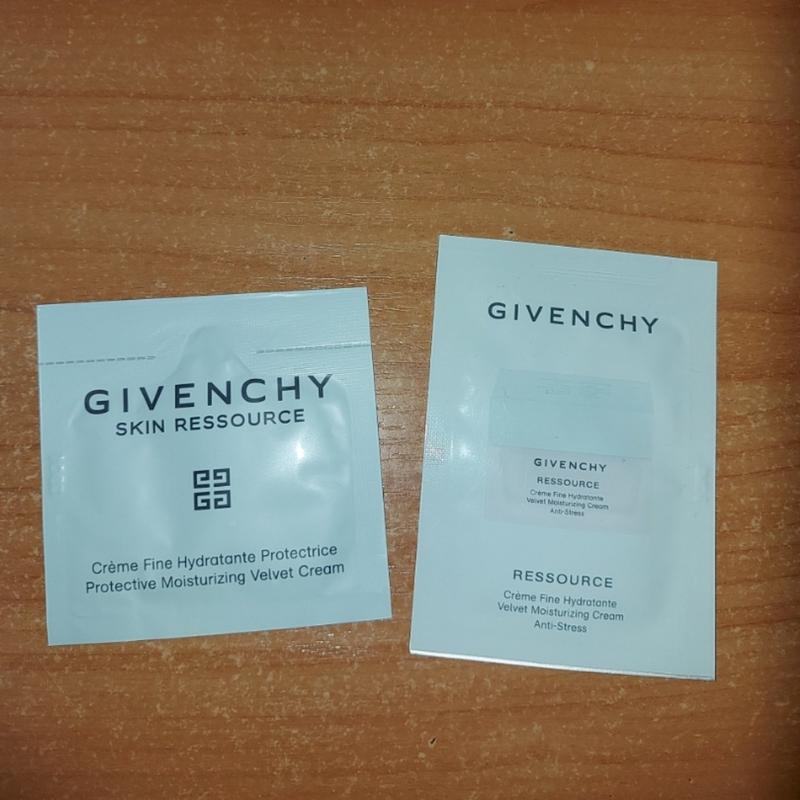 GIVENCHY
SKIN RESSOURCE
Crème Fine Hydratante Protectrice
Protective Moisturizing Velvet Cream
GIVENCHY
GIVENCHY
RESSOURCE
Crème Fine Hydratante
Velvet Moisturizing Cream
Anti-Stress
RESSOURCE
Crème Fine Hydratante
Velvet Moisturizing Cream
Anti-Stress